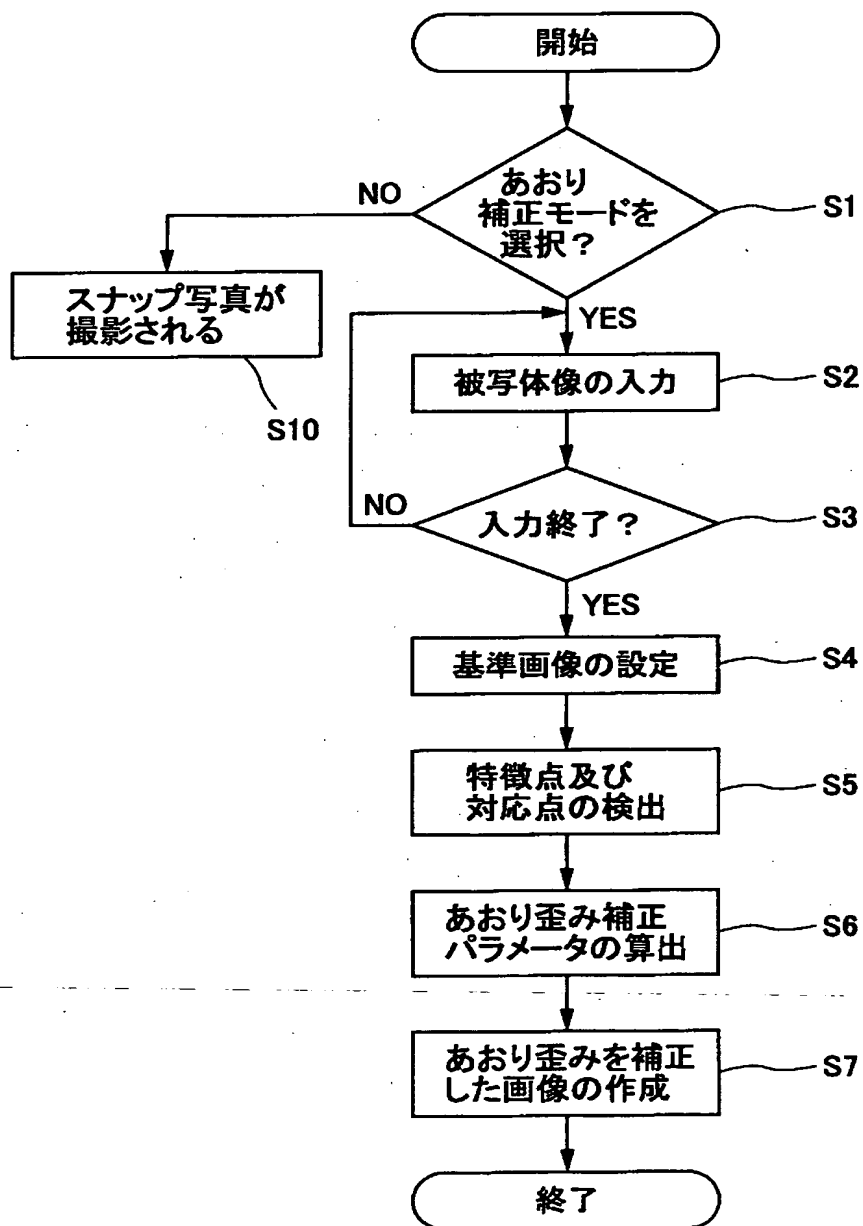 開始
あおり
補正モードを
選択？
S1
NO
スナップ写真が
撮影される
S10
YES
被写体像の入力
S2
入力終了？
S3
NO
YES
基準画像の設定
S4
特徴点及び
対応点の検出
S5
あおり歪み補正
パラメータの算出
S6
あおり歪みを補正
した画像の作成
S7
終了